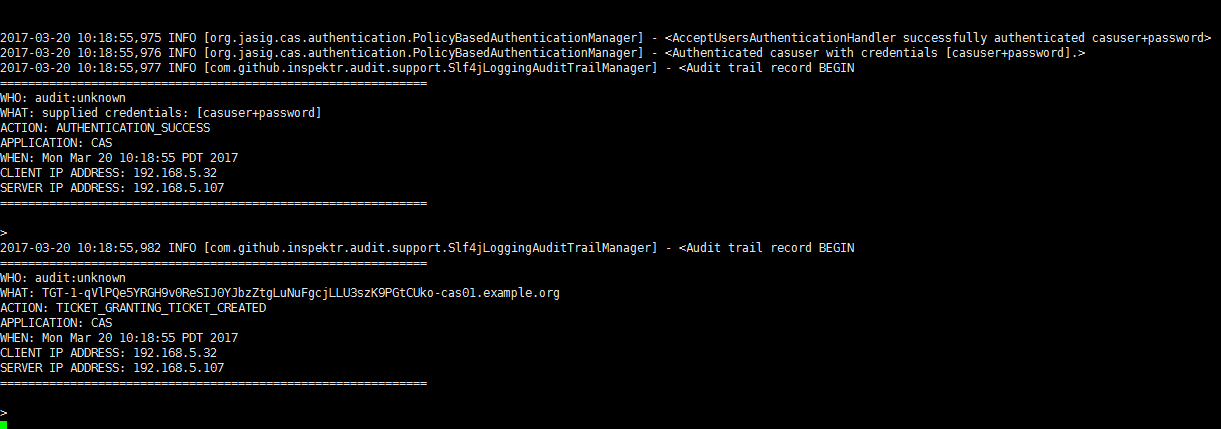 2017-03-20 10:18:55,975 INFO [org.jasig.cas.authentication.PolicyBasedAuthenticationManager] - <AcceptUsersAuthenticationHandler successfully authenticated casuser+password>
2017-03-20 10:18:55,976 INFO [org.jasig.cas.authentication.PolicyBasedAuthenticationManager] - <Authenticated casuser with credentials [casuser+password].>
2017-03-20 10:18:55,977 INFO [com.github.inspektr.audit.support.Slf4jLoggingAuditTrailManager] - <Audit trail record BEGIN
=============================================================
WHO: audit:unknown
WHAT: supplied credentials: [casuser+password]
ACTION: AUTHENTICATION_SUCCESS
APPLICATION: CAS
WHEN: Mon Mar 20 10:18:55 PDT 2017
CLIENT IP ADDRESS: 192.168.5.32
SERVER IP ADDRESS: 192.168.5.107
=============================================================
>
2017-03-20 10:18:55,982 INFO [com.github.inspektr.audit.support.Slf4jLoggingAuditTrailManager] - <Audit trail record BEGIN
=============================================================
WHO: audit:unknown
WHAT: TGT-1-qVlPQe5YRGH9v0ReSIJ0YJbzZtgLuNuFgcjLLU3szK9PGtCUko-cas01.example.org
ACTION: TICKET_GRANTING_TICKET_CREATED
APPLICATION: CAS
WHEN: Mon Mar 20 10:18:55 PDT 2017
CLIENT IP ADDRESS: 192.168.5.32
SERVER IP ADDRESS: 192.168.5.107
=============================================================
>